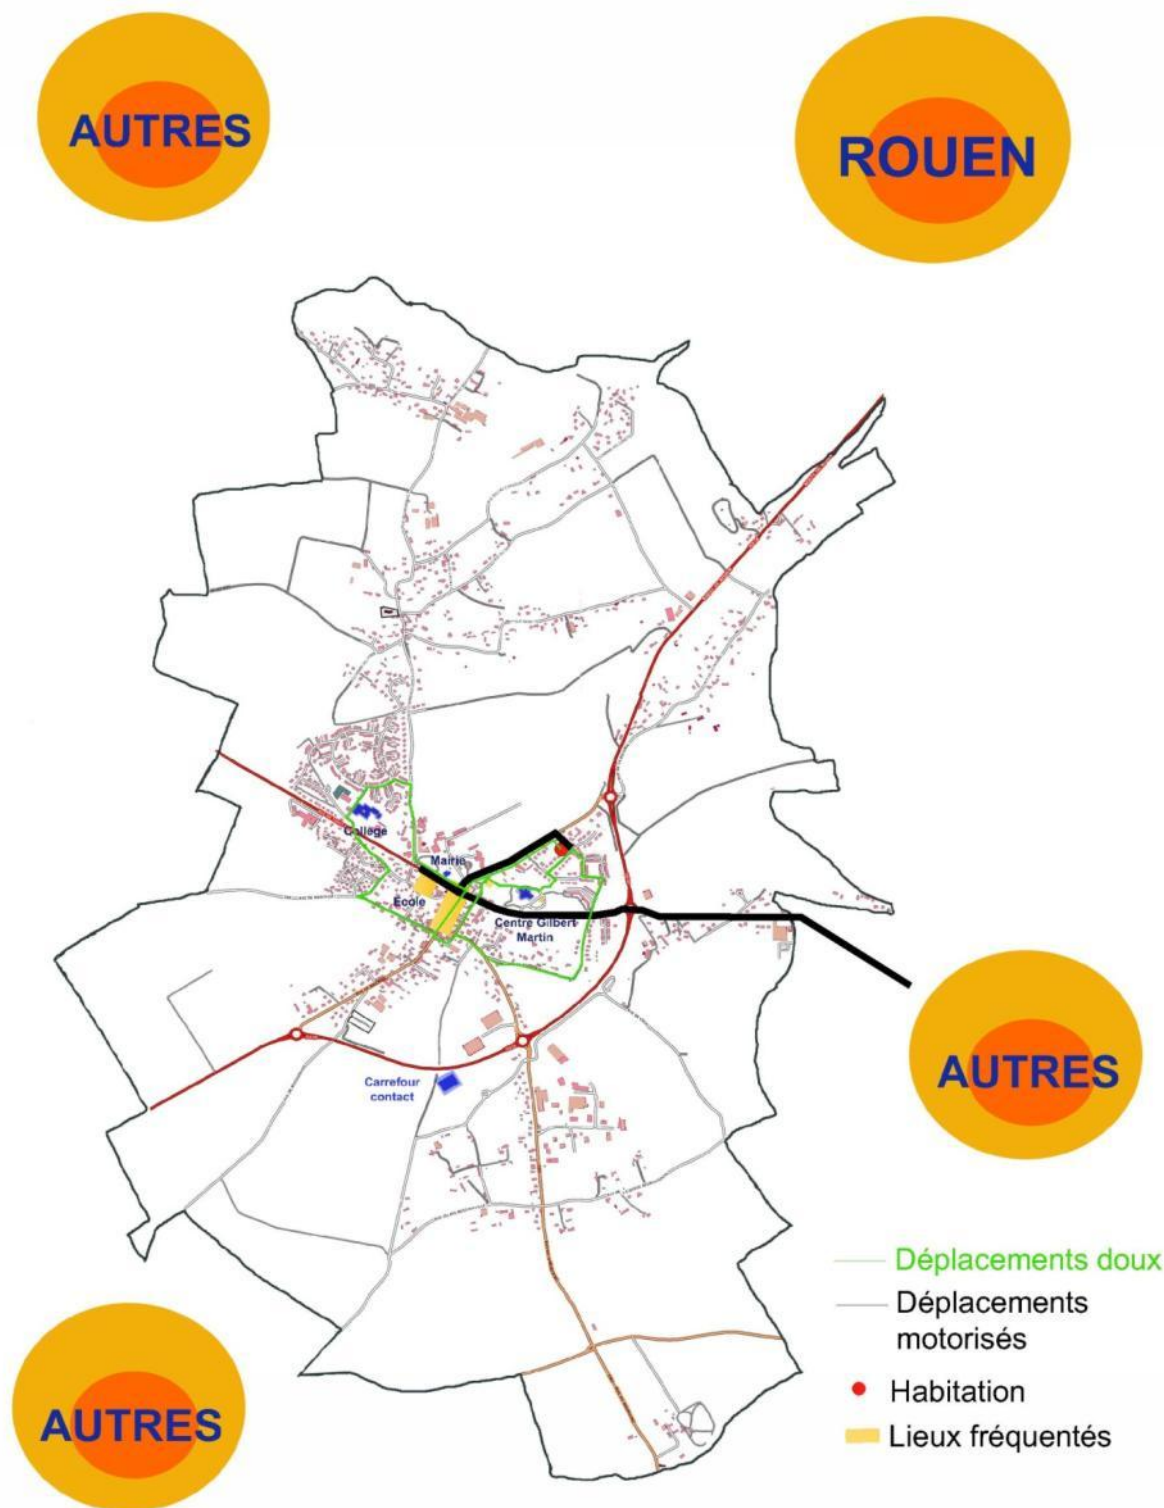 AUTRES
ROUEN
Collège
Mairie
École
Centre Gilbert
Martin
AUTRES
Carrefour
contact
Déplacements doux
Déplacements
motorisés
Habitation
AUTRES
Lieux fréquentés